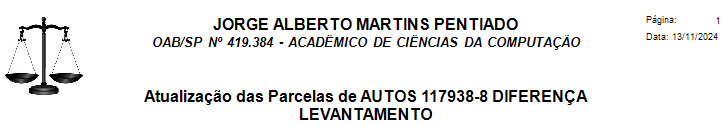 JORGE ALBERTO MARTINS PENTIADO
OAB/SP Nº 419.384 - ACADÊMICO DE CIÊNCIAS DA COMPUTAÇÃO
Página: 1
Data: 13/11/2024
Atualização das Parcelas de AUTOS 117938-8 DIFERENÇA
LEVANTAMENTO